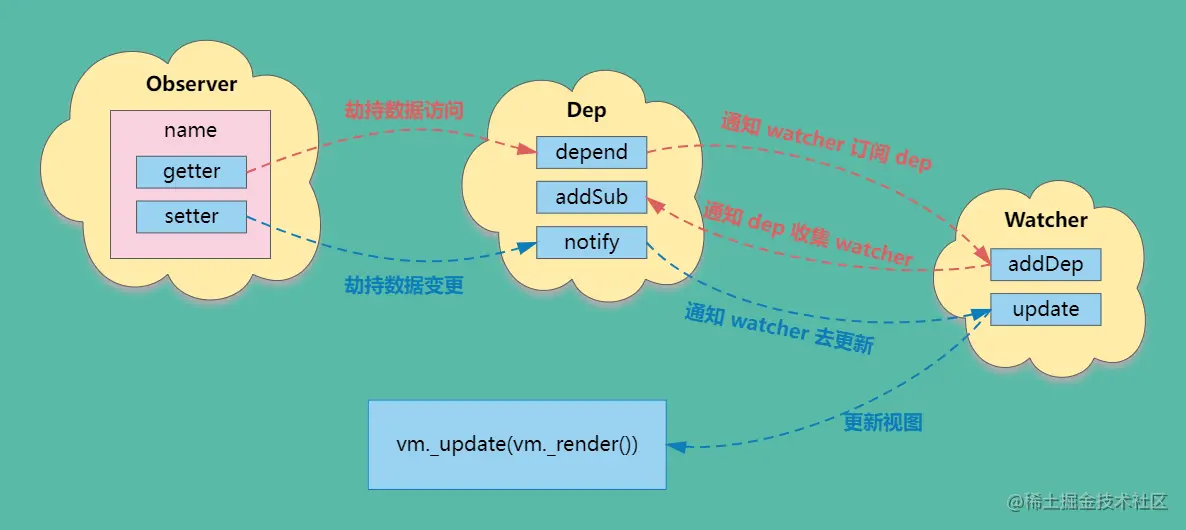 Observer
name
getter
setter
劫持数据访问
劫持数据变更
Dep
depend
addSub
notify
通知 watcher 订阅 dep
通知 dep 收集 watcher
通知 watcher 去更新
Watcher
addDep
update
更新视图
vm._update(vm._render())
@稀土掘金技术社区